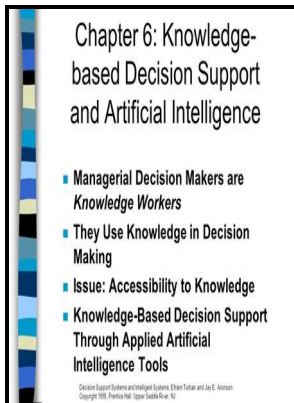 Chapter 6: Knowledge-
based Decision Support
and Artificial Intelligence
Managerial Decision Makers are
Knowledge Workers
They Use Knowledge in Decision
Making
Issue: Accessibility to Knowledge
Knowledge-Based Decision Support
Through Applied Artificial
Intelligence Tools
Decision Support Systems and Intelligent Systems, Efraim Turban and Jay E. Aronson
Copyright 1998, Prentice Hall, Upper Saddle River, NJ